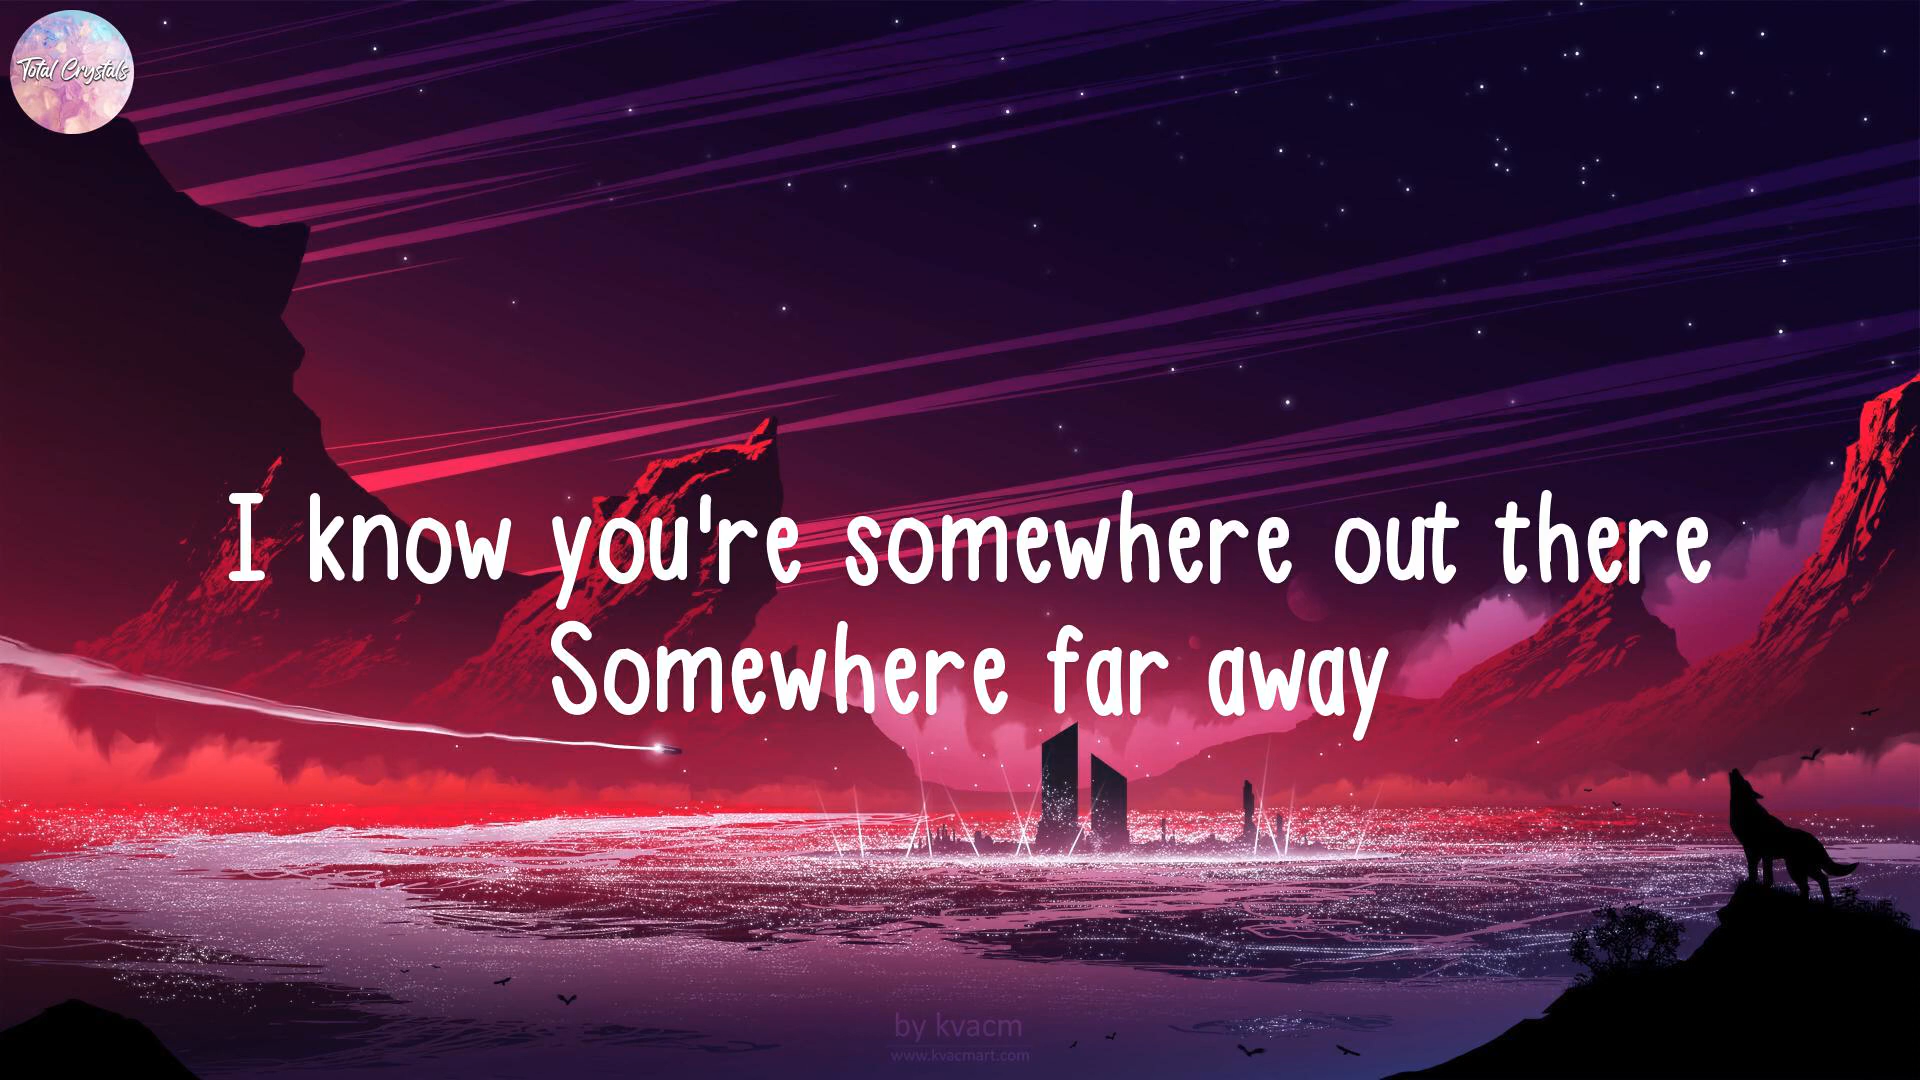 Total Crystals
I know you're somewhere out there
Somewhere far away
by kvacm
www.kvacmart.com